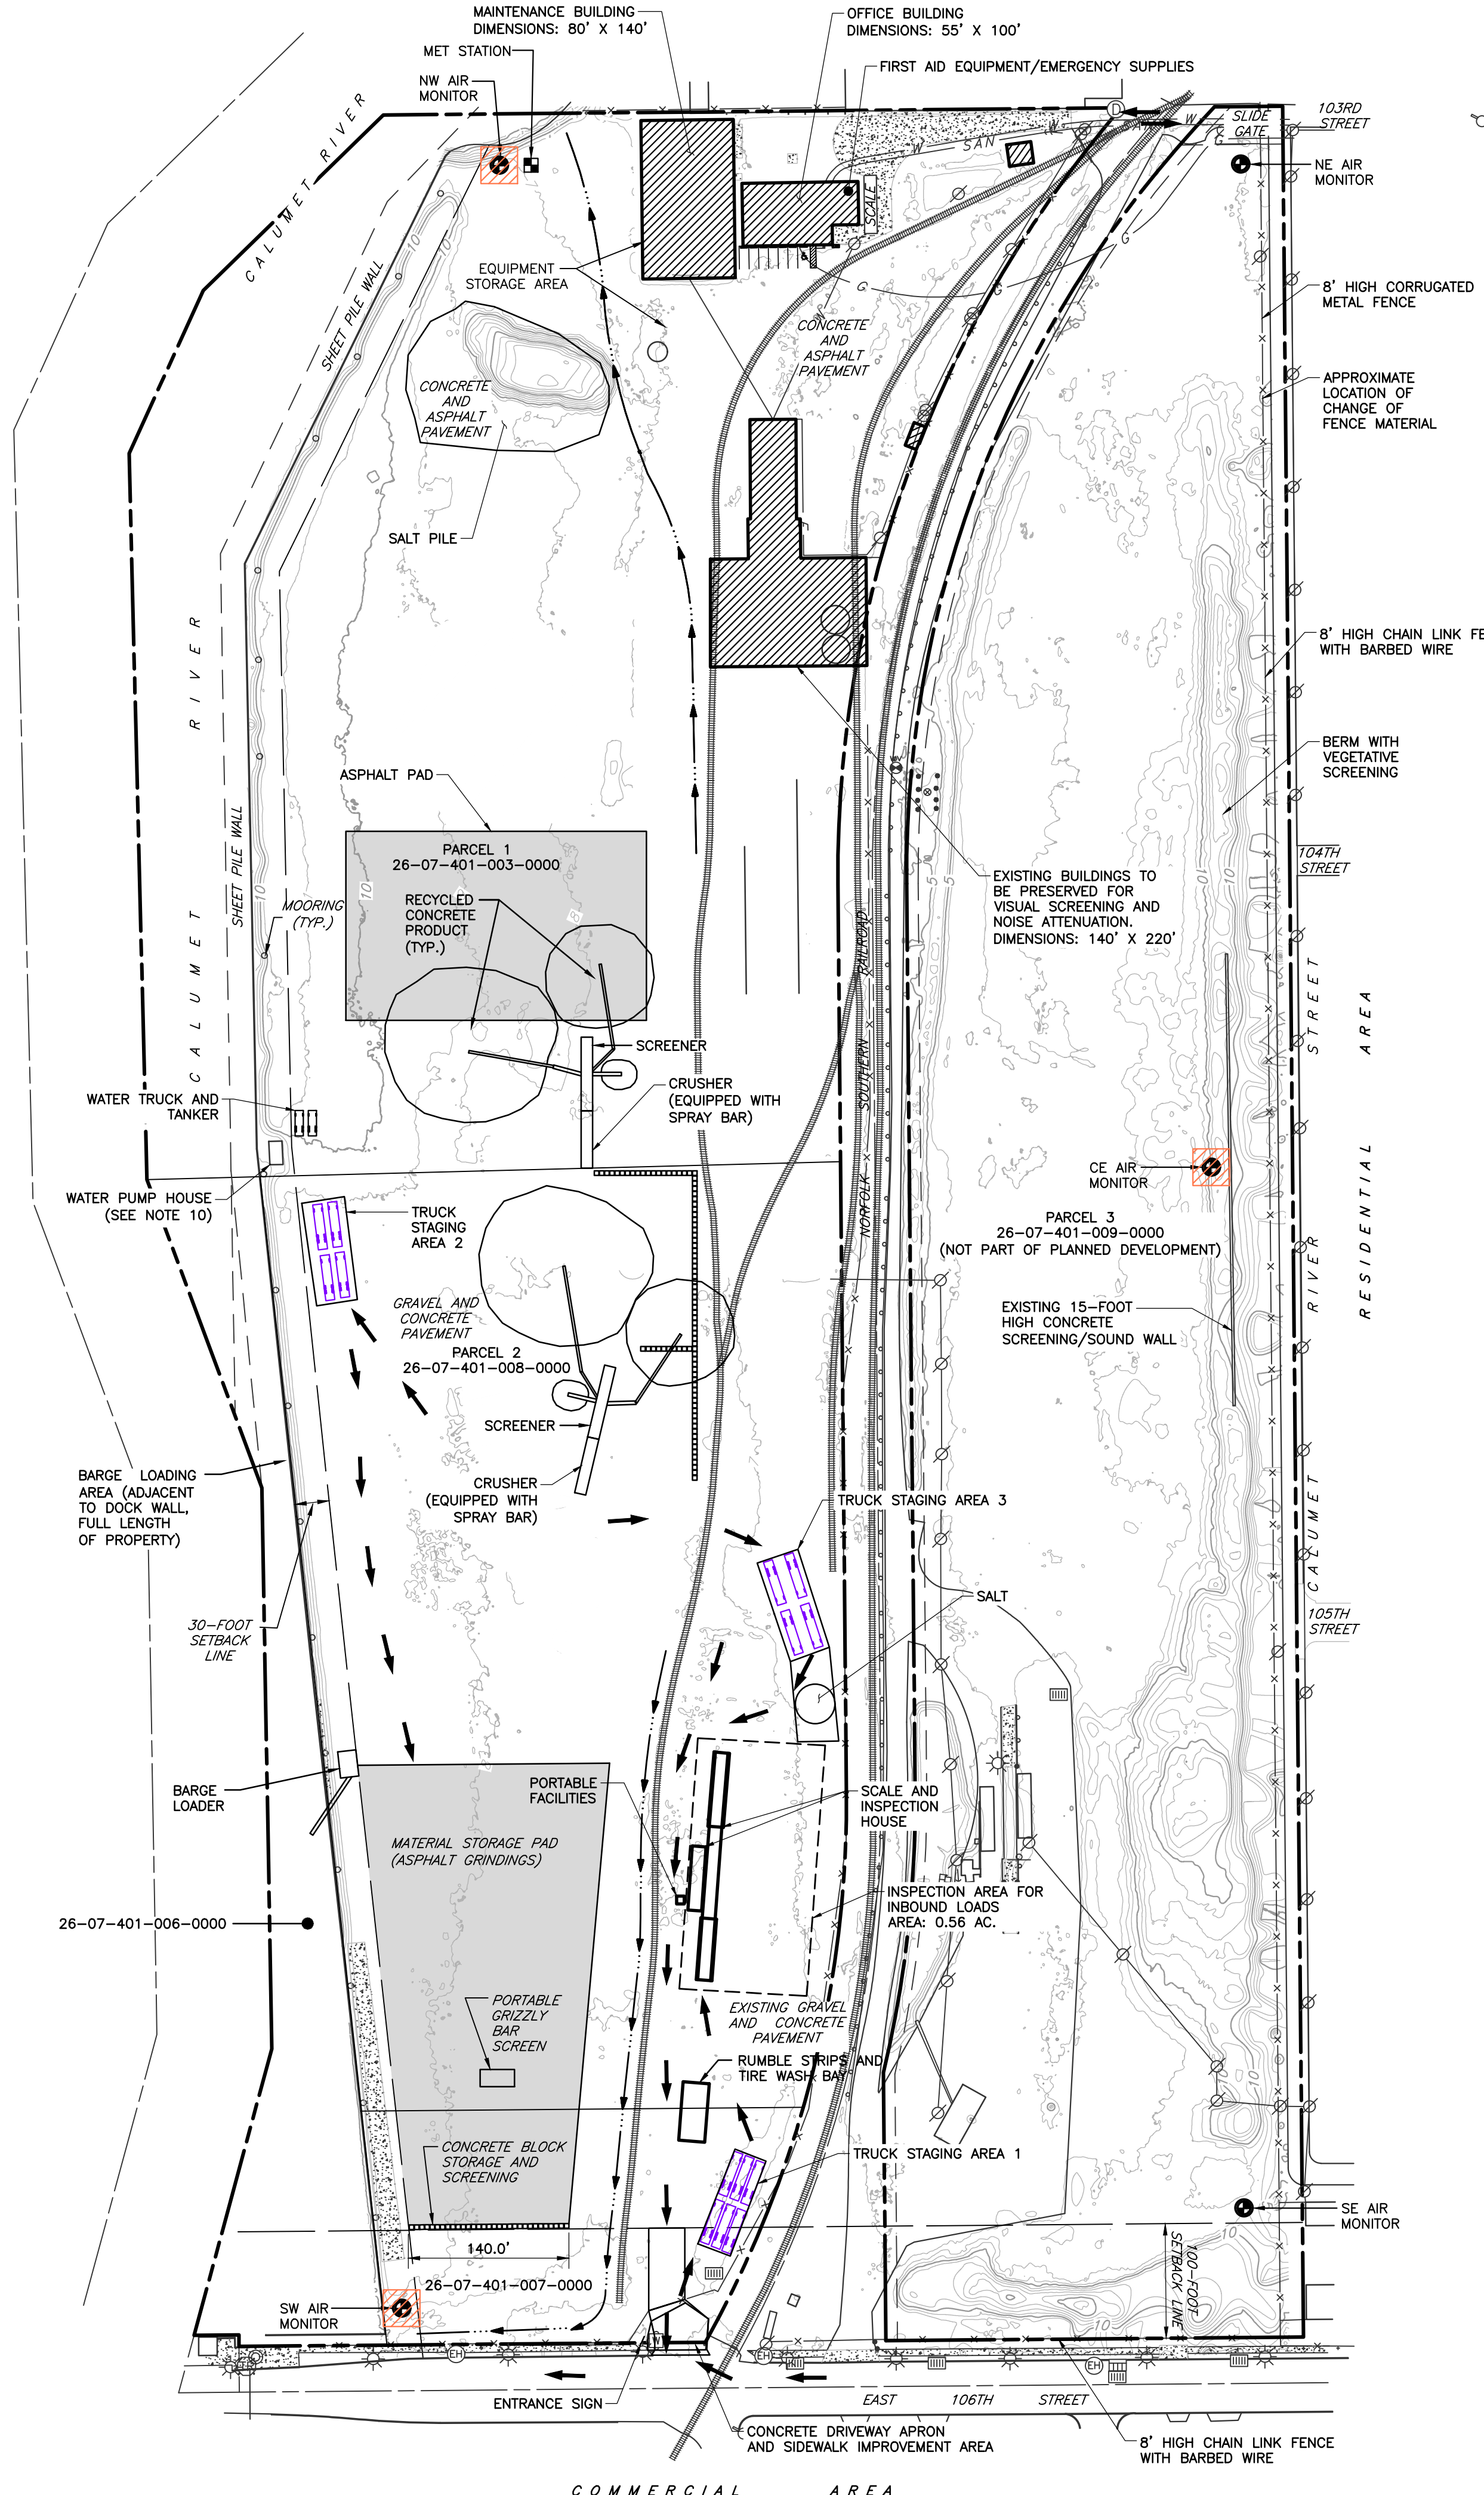 MAINTENANCE BUILDING
DIMENSIONS: 80' X 140'
OFFICE BUILDING
DIMENSIONS: 55' X 100'
MET STATION
FIRST AID EQUIPMENT/EMERGENCY SUPPLIES
NW AIR
MONITOR
CALUMET RIVER
103RD
STREET
SLIDE
GATE
D
W
SAN
W
W
G
NE AIR
MONITOR
SCALE
SHEET PILE WALL
10
10
EQUIPMENT
STORAGE AREA
G
G
G
W
8' HIGH CORRUGATED
METAL FENCE
CONCRETE
AND
ASPHALT
PAVEMENT
CONCRETE
AND
ASPHALT
PAVEMENT
APPROXIMATE
LOCATION OF
CHANGE OF
FENCE MATERIAL
SALT PILE
8' HIGH CHAIN LINK FE
WITH BARBED WIRE
CALUMET RIVER
BERM WITH
VEGETATIVE
SCREENING
ASPHALT PAD
PARCEL 1
26-07-401-003-0000
SHEET PILE WALL
10
10
8
5
5
10
10
104TH
STREET
RECYCLED
CONCRETE
PRODUCT
(TYP.)
MOORING
(TYP.)
EXISTING BUILDINGS TO
BE PRESERVED FOR
VISUAL SCREENING AND
NOISE ATTENUATION.
DIMENSIONS: 140' X 220'
NORFOLK SOUTHERN RAILROAD
CALUMET RIVER STREET
RESIDENTIAL AREA
SCREENER
CRUSHER
(EQUIPPED WITH
SPRAY BAR)
WATER TRUCK AND
TANKER
CE AIR
MONITOR
WATER PUMP HOUSE
(SEE NOTE 10)
TRUCK
STAGING
AREA 2
PARCEL 3
26-07-401-009-0000
(NOT PART OF PLANNED DEVELOPMENT)
GRAVEL AND
CONCRETE
PAVEMENT
PARCEL 2
26-07-401-008-0000
EXISTING 15-FOOT
HIGH CONCRETE
SCREENING/SOUND WALL
SCREENER
BARGE LOADING
AREA (ADJACENT
TO DOCK WALL,
FULL LENGTH
OF PROPERTY)
CRUSHER
(EQUIPPED WITH
SPRAY BAR)
TRUCK STAGING AREA 3
SALT
30-FOOT
SETBACK
LINE
105TH
STREET
BARGE
LOADER
PORTABLE
FACILITIES
SCALE AND
INSPECTION
HOUSE
MATERIAL STORAGE PAD
(ASPHALT GRINDINGS)
INSPECTION AREA FOR
INBOUND LOADS
AREA: 0.56 AC.
26-07-401-006-0000
PORTABLE
GRIZZLY
BAR
SCREEN
EXISTING GRAVEL
AND CONCRETE
PAVEMENT
RUMBLE STRIPS AND
TIRE WASH BAY
10
CONCRETE BLOCK
STORAGE AND
SCREENING
TRUCK STAGING AREA 1
SE AIR
MONITOR
140.0'
100-FOOT
SETBACK LINE
10
10
26-07-401-007-0000
SW AIR
MONITOR
EH
EH
EH
ENTRANCE SIGN
EAST 106TH STREET
CONCRETE DRIVEWAY APRON
AND SIDEWALK IMPROVEMENT AREA
8' HIGH CHAIN LINK FENCE
WITH BARBED WIRE
COMMERCIAL AREA